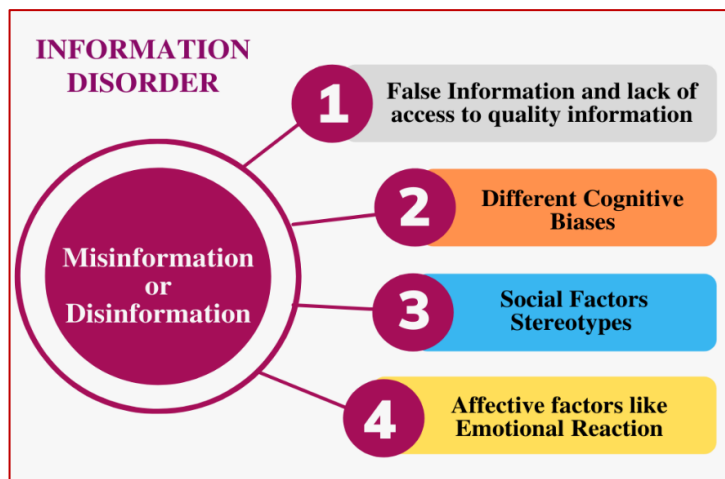 INFORMATION
DISORDER
Misinformation
or
Disinformation
1
False Information and lack of
access to quality information
2
Different Cognitive
Biases
3
Social Factors
Stereotypes
4
Affective factors like
Emotional Reaction